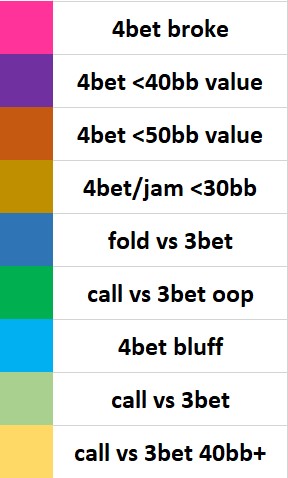 4bet broke
4bet <40bb value
4bet <50bb value
4bet/jam <30bb
fold vs 3bet
call vs 3bet oop
4bet bluff
call vs 3bet
call vs 3bet 40bb+